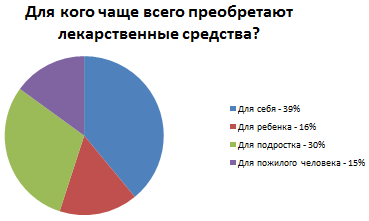 Для кого чаще всего преобретают
лекарственные средства?
Для себя - 39%
Для ребенка - 16%
Для подростка - 30%
Для пожилого человека - 15%